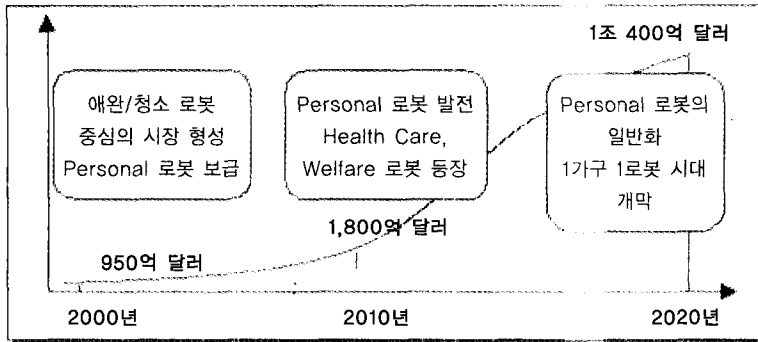 1조 400억 달러
애완/청소 로봇
중심의 시장 형성
Personal 로봇 보급
Personal 로봇 발전
Health Care,
Welfare 로봇 등장
Personal 로봇의
일반화
1가구 1로봇 시대
개막
1,800억 달러
950억 달러
2000년
2010년
2020년